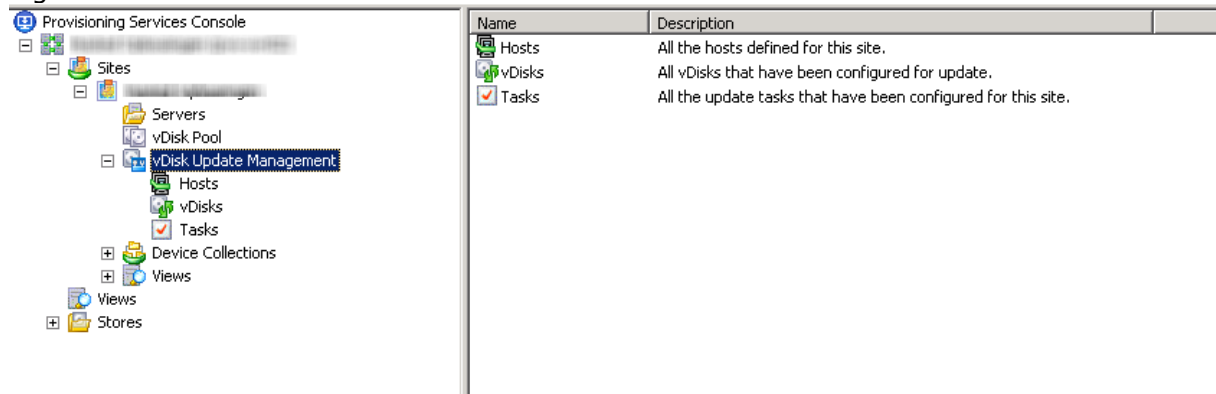 Provisioning Services Console
Sites
Servers
vDisk Pool
vDisk Update Management
Hosts
vDisks
Tasks
Device Collections
Views
Views
Stores
Name Description
Hosts All the hosts defined for this site.
vDisks All vDisks that have been configured for update.
Tasks All the update tasks that have been configured for this site.